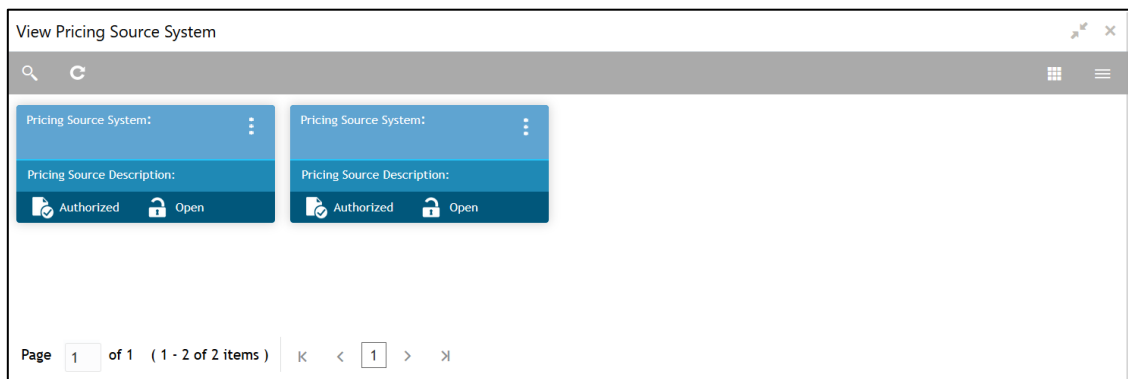 View Pricing Source System
Pricing Source System: Pricing Source System:
Pricing Source Description: Pricing Source Description:
Authorized Open Authorized Open
Page 1 of 1 ( 1 - 2 of 2 items ) 1